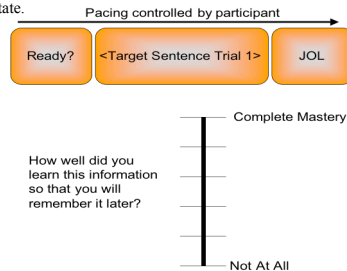 tate.
Pacing controlled by participant
Ready?
<Target Sentence Trial 1>
JOL
Complete Mastery
How well did you
learn this information
so that you will
remember it later?
Not At All